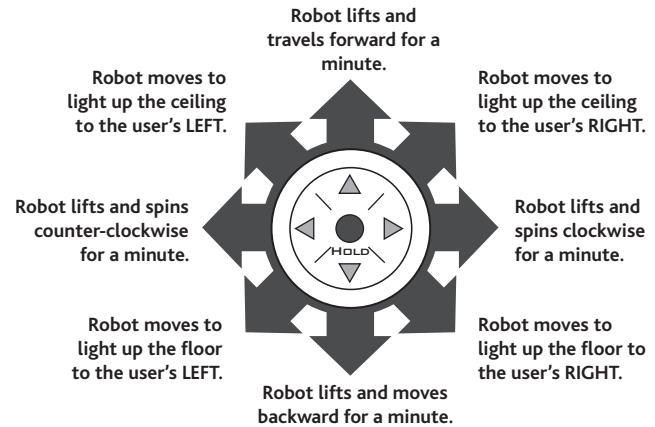 Robot lifts and
travels forward for a
minute.
Robot moves to
light up the ceiling
to the user's LEFT.
Robot moves to
light up the ceiling
to the user's RIGHT.
Robot lifts and spins
counter-clockwise
for a minute.
HOLD
Robot lifts and
spins clockwise
for a minute.
Robot moves to
light up the floor
to the user's LEFT.
Robot moves to
light up the floor to
the user's RIGHT.
Robot lifts and moves
backward for a minute.